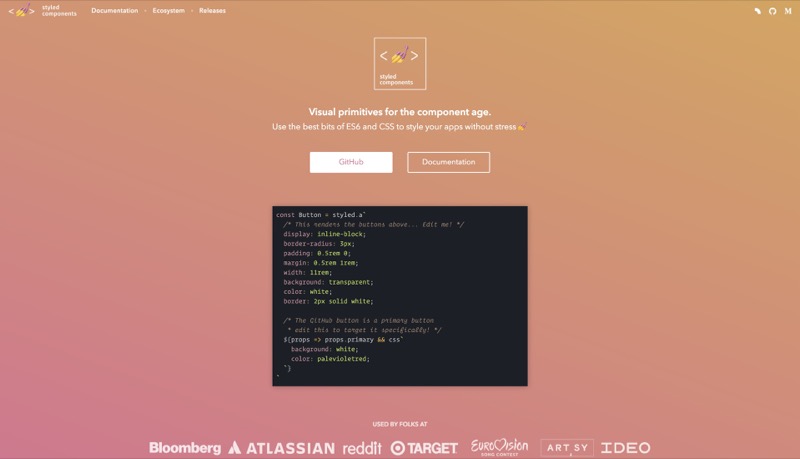 styled
components
Documentation
Ecosystem
Releases
< >
styled
components
Visual primitives for the component age.
Use the best bits of ES6 and CSS to style your apps without stress 💅
GitHub
Documentation
const Button = styled.a`
/* This renders the buttons above... Edit me! */
display: inline-block;
border-radius: 3px;
padding: 0.5rem 0;
margin: 0.5rem 1rem;
width: 11rem;
background: transparent;
color: white;
border: 2px solid white;
/* The GitHub button is a primary button
* edit this to target it specifically! */
${props => props.primary && css`
background: white;
color: palevioletred;
`}
`
USED BY FOLKS AT
Bloomberg ATLASSIAN reddit TARGET EUROVISION SONG CONTEST ARTSY IDEO